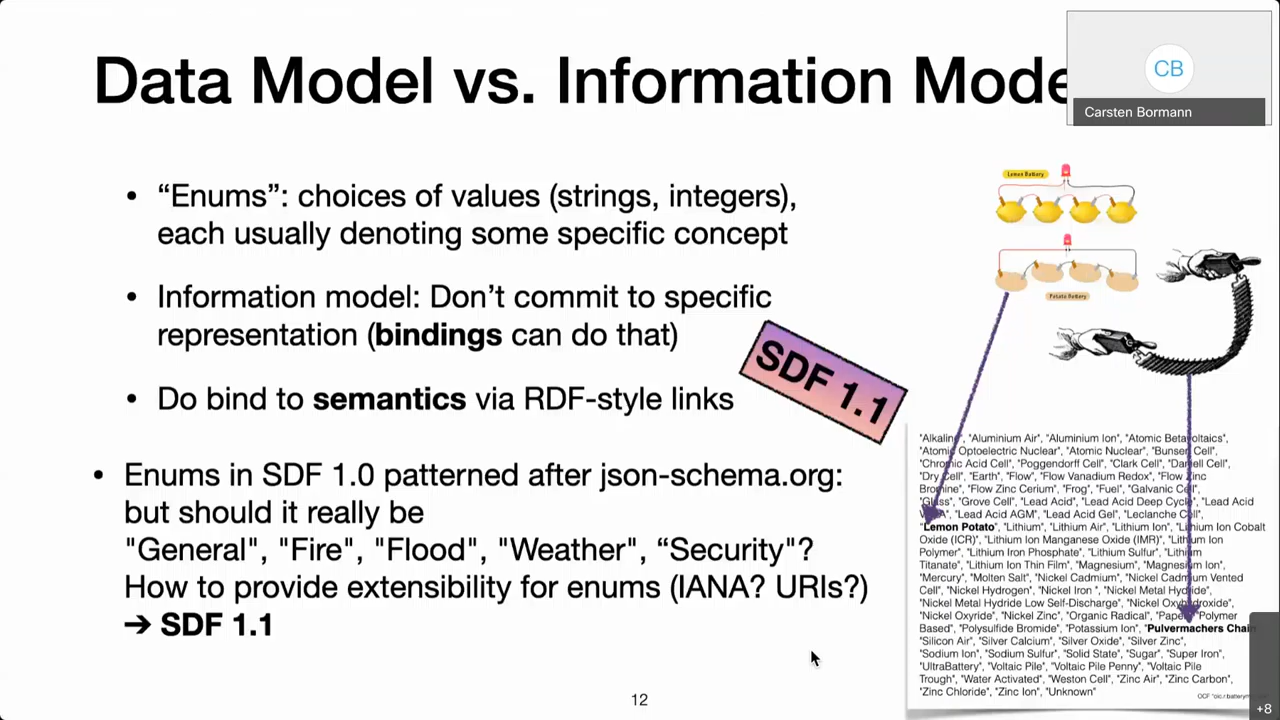 Data Model vs. Information Mode
CB
Carsten Bormann
• “Enums”: choices of values (strings, integers),
each usually denoting some specific concept
• Information model: Don’t commit to specific
representation (bindings can do that)
• Do bind to semantics via RDF-style links
• Enums in SDF 1.0 patterned after json-schema.org:
but should it really be
"General", "Fire", "Flood", "Weather", “Security"?
How to provide extensibility for enums (IANA? URIs?)
➔ SDF 1.1
SDF 1.1
Lemon Battery
Potato Battery
"Alkaline", "Aluminium Air", "Aluminium Ion", "Atomic Betavoltaics",
"Atomic Optoelectric Nuclear", "Atomic Nuclear", "Bunsen Cell",
"Chromic Acid Cell", "Poggendorff Cell", "Clark Cell", "Daniell Cell",
"Dry Cell", "Earth", "Flow", "Flow Vanadium Redox", "Flow Zinc
Bromine", "Flow Zinc Cerium", "Frog", "Fuel", "Galvanic Cell",
"Glass", "Grove Cell", "Lead Acid", "Lead Acid Deep Cycle", "Lead Acid
", "Lead Acid AGM", "Lead Acid Gel", "Leclanche Cell",
"Lemon Potato", "Lithium", "Lithium Air", "Lithium Ion", "Lithium Ion Cobalt
Oxide (ICR)", "Lithium Ion Manganese Oxide (IMR)", "Lithium Ion
Polymer", "Lithium Iron Phosphate", "Lithium Sulfur", "Lithium
Titanate", "Lithium Ion Thin Film", "Magnesium", "Magnesium Ion",
"Mercury", "Molten Salt", "Nickel Cadmium", "Nickel Cadmium Vented
Cell", "Nickel Hydrogen", "Nickel Iron ", "Nickel Metal Hydride",
"Nickel Metal Hydride Low Self-Discharge", "Nickel Oxyhydroxide",
"Nickel Oxyride", "Nickel Zinc", "Organic Radical", "Paper Polymer
Based", "Polysulfide Bromide", "Potassium Ion", "Pulvermachers Chain
"Silicon Air", "Silver Calcium", "Silver Oxide", "Silver Zinc",
"Sodium Ion", "Sodium Sulfur", "Solid State", "Sugar", "Super Iron",
"UltraBattery", "Voltaic Pile", "Voltaic Pile Penny", "Voltaic Pile
Trough", "Water Activated", "Weston Cell", "Zinc Air", "Zinc Carbon",
"Zinc Chloride", "Zinc Ion", "Unknown"
OCF
12
+8